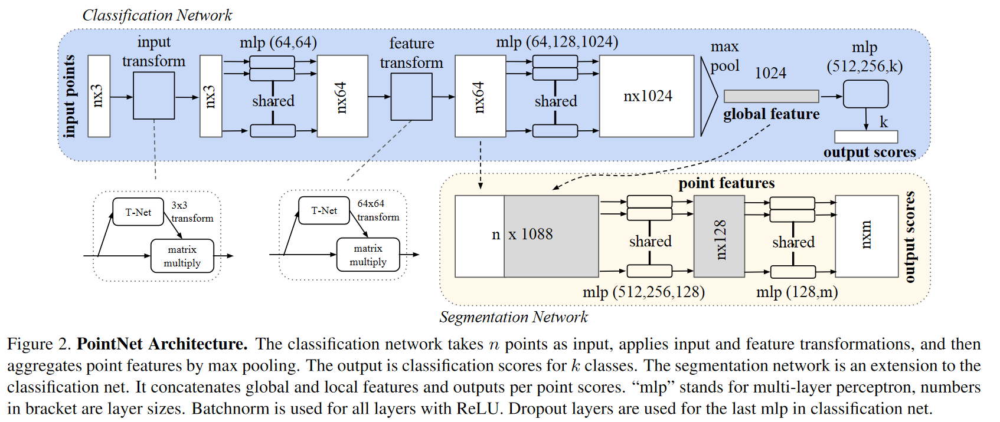 Classification Network
input points
nx3
input
transform
nx3
mlp (64,64)
shared
nx64
feature
transform
nx64
mlp (64,128,1024)
shared
nx1024
max
pool
1024
global feature
mlp
(512,256,k)
k
output scores
T-Net
3x3
transform
matrix
multiply
T-Net
64x64
transform
matrix
multiply
point features
n x 1088
shared
mlp (512,256,128)
nx128
shared
mlp (128,m)
nxm
output scores
Segmentation Network
Figure 2. PointNet Architecture. The classification network takes n points as input, applies input and feature transformations, and then
aggregates point features by max pooling. The output is classification scores for k classes. The segmentation network is an extension to the
classification net. It concatenates global and local features and outputs per point scores. “mlp” stands for multi-layer perceptron, numbers
in bracket are layer sizes. Batchnorm is used for all layers with ReLU. Dropout layers are used for the last mlp in classification net.